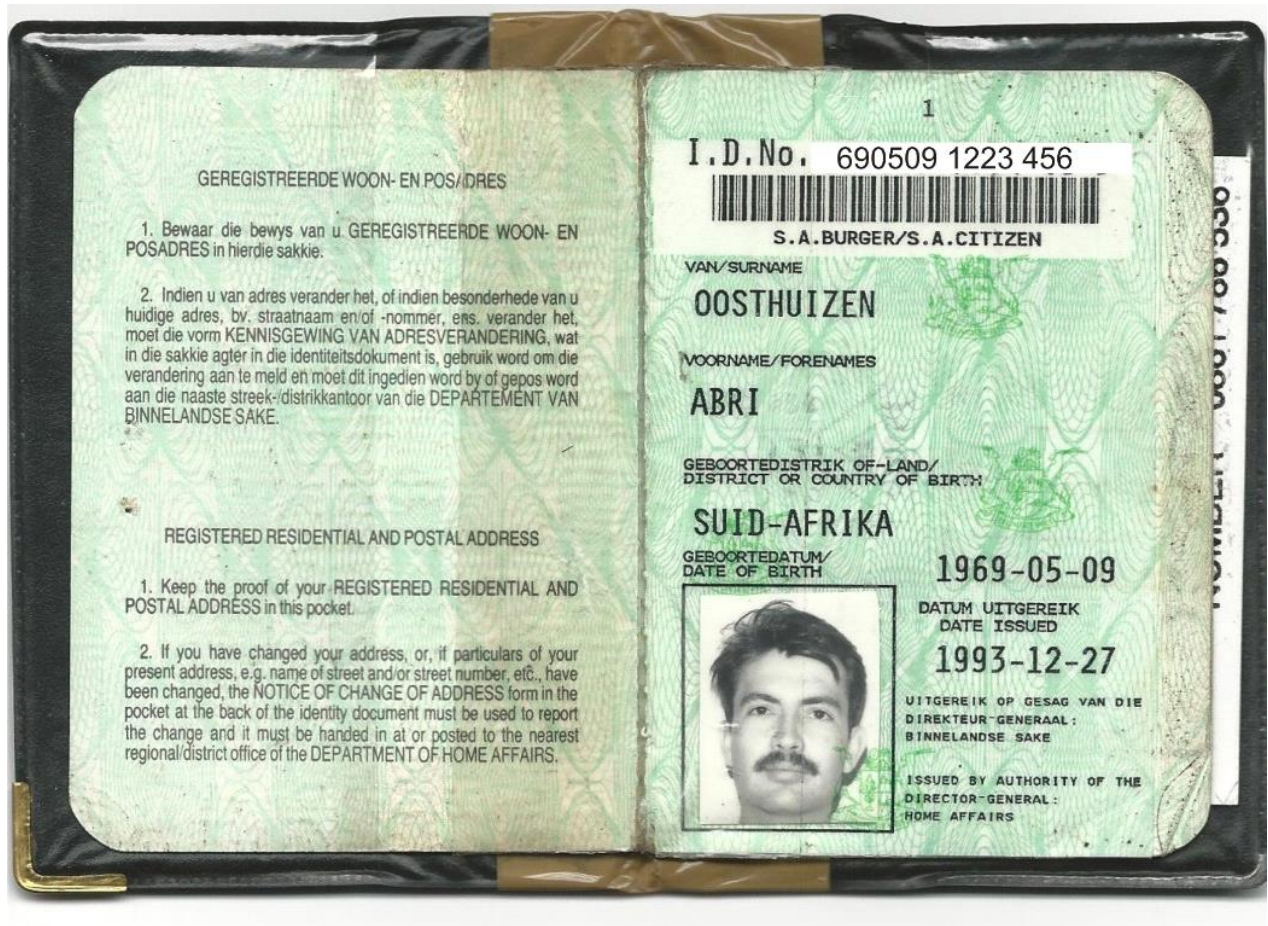 GEREGISTREERDE WOON- EN POSADRES
1. Bewaar die bewys van u GEREGISTREERDE WOON- EN
POSADRES in hierdie sakkie.
2. Indien u van adres verander het, of indien besonderhede van u
huidige adres, bv. straatnaam en/of -nommer, ens. verander het,
moet die vorm KENNISGEWING VAN ADRESVERANDERING, wat
in die sakkie agter in die identiteitsdokument is, gebruik word om die
verandering aan te meld en moet dit ingedien word by of gepos word
aan die naaste streek-/distrikkantoor van die DEPARTEMENT VAN
BINNELANDSE SAKE.
REGISTERED RESIDENTIAL AND POSTAL ADDRESS
1. Keep the proof of your REGISTERED RESIDENTIAL AND
POSTAL ADDRESS in this pocket.
2. If you have changed your address, or, if particulars of your
present address, e.g. name of street and/or street number, etc., have
been changed, the NOTICE OF CHANGE OF ADDRESS form in the
pocket at the back of the identity document must be used to report
the change and it must be handed in at or posted to the nearest
regional/district office of the DEPARTMENT OF HOME AFFAIRS.
1
I.D.No. 690509 1223 456
S.A.BURGER/S.A.CITIZEN
VAN/SURNAME
OOSTHUIZEN
VOORNAME/FORENAMES
ABRI
GEBOORTEDISTRIK OF-LAND/
DISTRICT OR COUNTRY OF BIRTH
SUID-AFRIKA
GEBOORTEDATUM/
DATE OF BIRTH
1969-05-09
DATUM UITGEREIK
DATE ISSUED
1993-12-27
UITGEREIK OP GESAG VAN DIE
DIREKTEUR-GENERAAL:
BINNELANDSE SAKE
ISSUED BY AUTHORITY OF THE
DIRECTOR-GENERAL:
HOME AFFAIRS